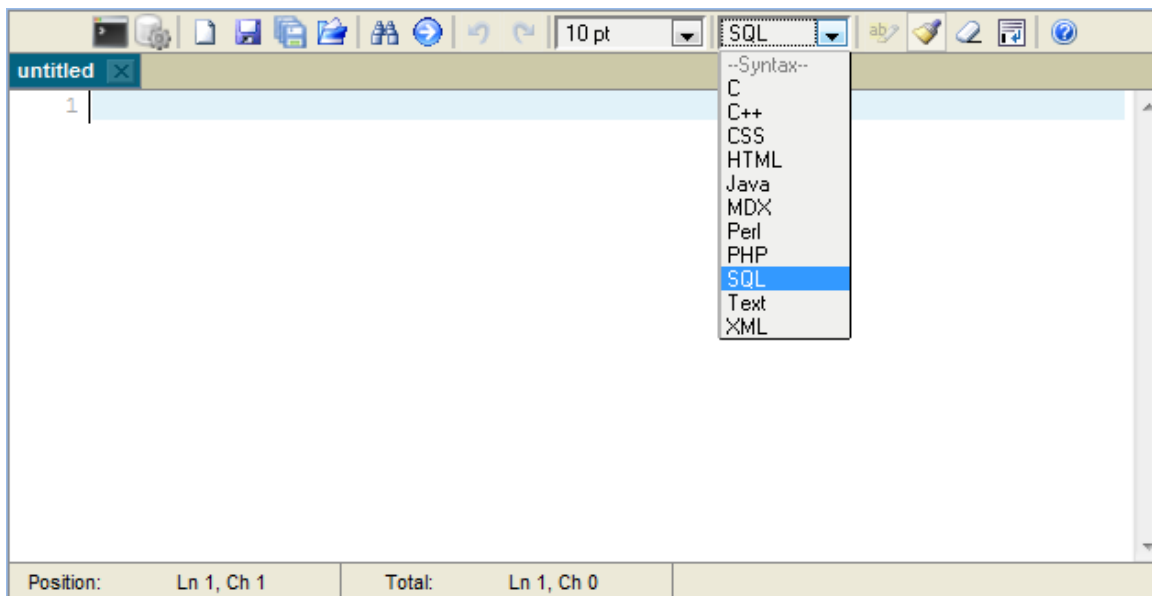 10 pt SQL
untitled
--Syntax--
1
C
C++
CSS
HTML
Java
MDX
Perl
PHP
SQL
Text
XML
Position: Ln 1, Ch 1 Total: Ln 1, Ch 0